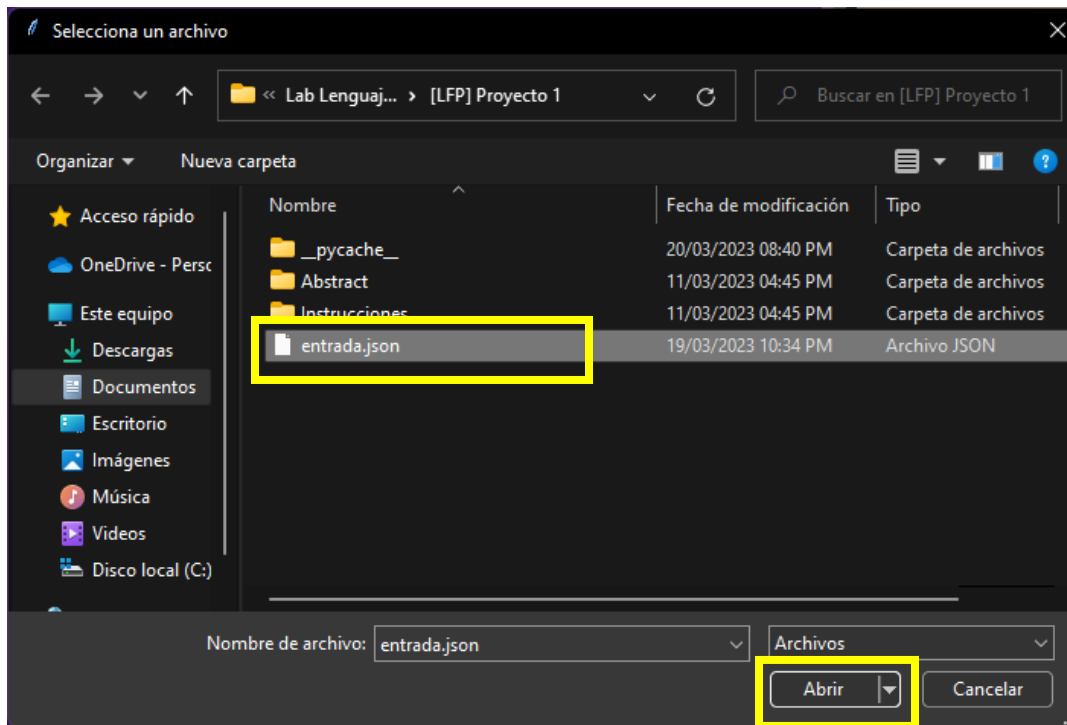 Selecciona un archivo
« Lab Lenguaj... › [LFP] Proyecto 1
Buscar en [LFP] Proyecto 1
Organizar
Nueva carpeta
?
Acceso rápido
OneDrive - Perso
Este equipo
Descargas
Documentos
Escritorio
Imágenes
Música
Videos
Disco local (C:)
Nombre Fecha de modificación Tipo
__pycache__ 20/03/2023 08:40 PM Carpeta de archivos
Abstract 11/03/2023 04:45 PM Carpeta de archivos
Instrucciones 11/03/2023 04:45 PM Carpeta de archivos
entrada.json 19/03/2023 10:34 PM Archivo JSON
Nombre de archivo: entrada.json
Archivos
Abrir
Cancelar